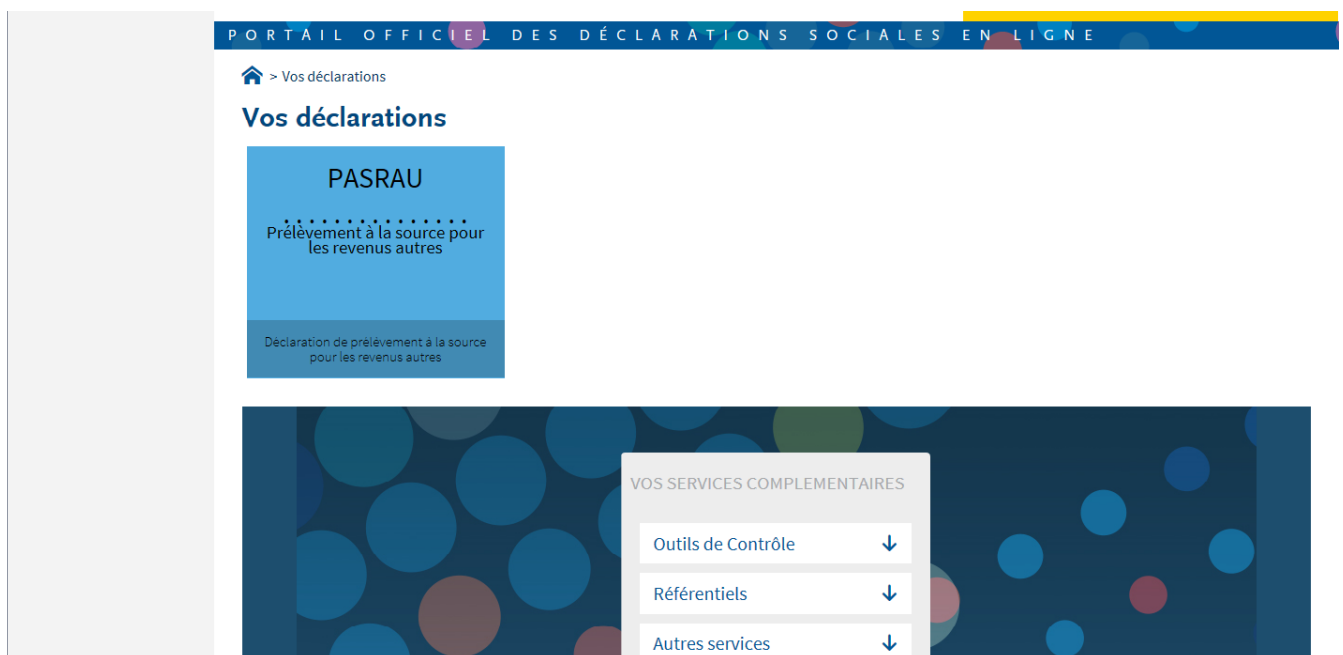 PORTAIL OFFICIEL DES DÉCLARATIONS SOCIALES EN LIGNE
> Vos déclarations
Vos déclarations
PASRAU
Prélèvement à la source pour
les revenus autres
Déclaration de prélèvement à la source
pour les revenus autres
VOS SERVICES COMPLEMENTAIRES
Outils de Contrôle
Référentiels
Autres services